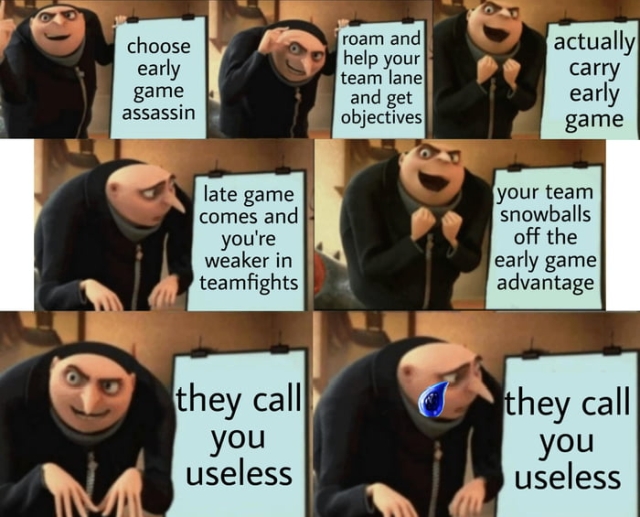 choose
early
game
assassin
roam and
help your
team lane
and get
objectives
actually
carry
early
game
late game
comes and
you're
weaker in
teamfights
your team
snowballs
off the
early game
advantage
they call
you
useless
they call
you
useless